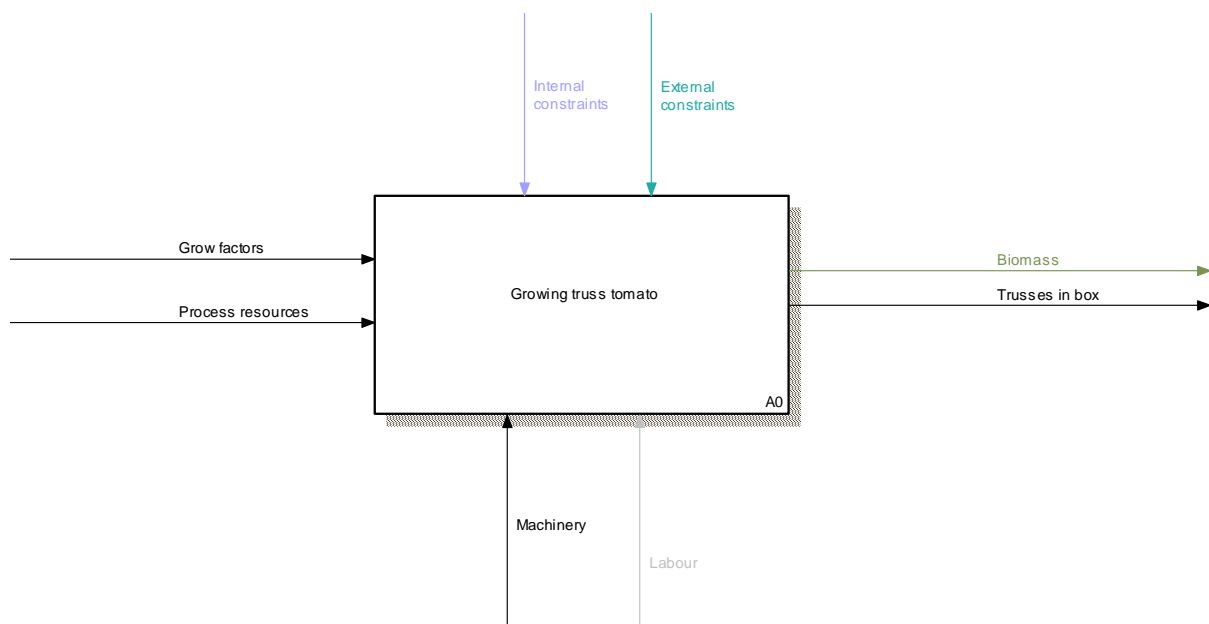 Internal
constraints
External
constraints
Grow factors
Biomass
Growing truss tomato
Trusses in box
Process resources
A0
Machinery
Labour